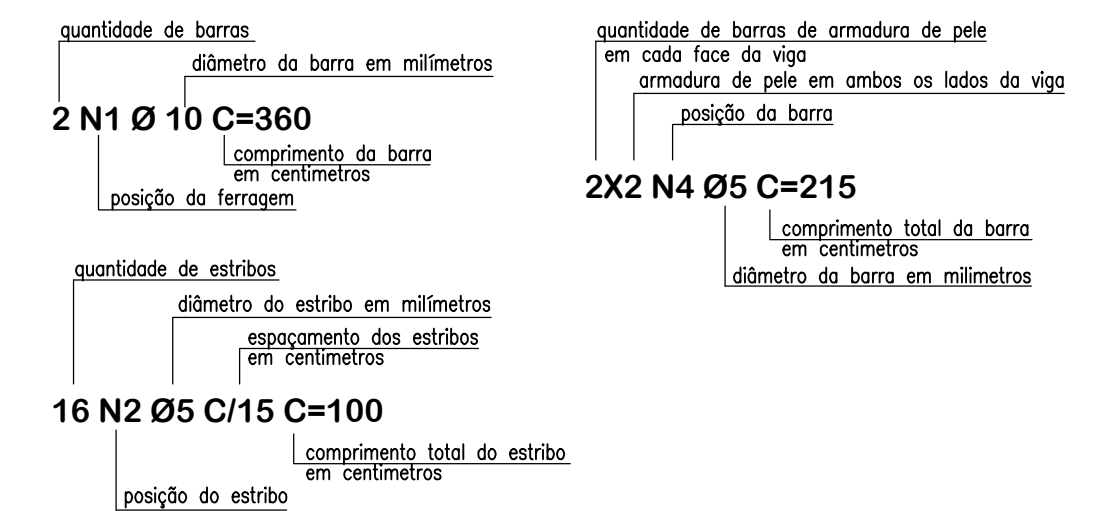 quantidade de barras
diâmetro da barra em milímetros
2 N1 Ø 10 C=360
comprimento da barra
em centimetros
posição da ferragem
quantidade de barras de armadura de pele
em cada face da viga
armadura de pele em ambos os lados da viga
posição da barra
2X2 N4 Ø5 C=215
comprimento total da barra
em centimetros
diâmetro da barra em milimetros
quantidade de estribos
diâmetro do estribo em milímetros
espaçamento dos estribos
em centimetros
16 N2 Ø5 C/15 C=100
comprimento total do estribo
em centimetros
posição do estribo